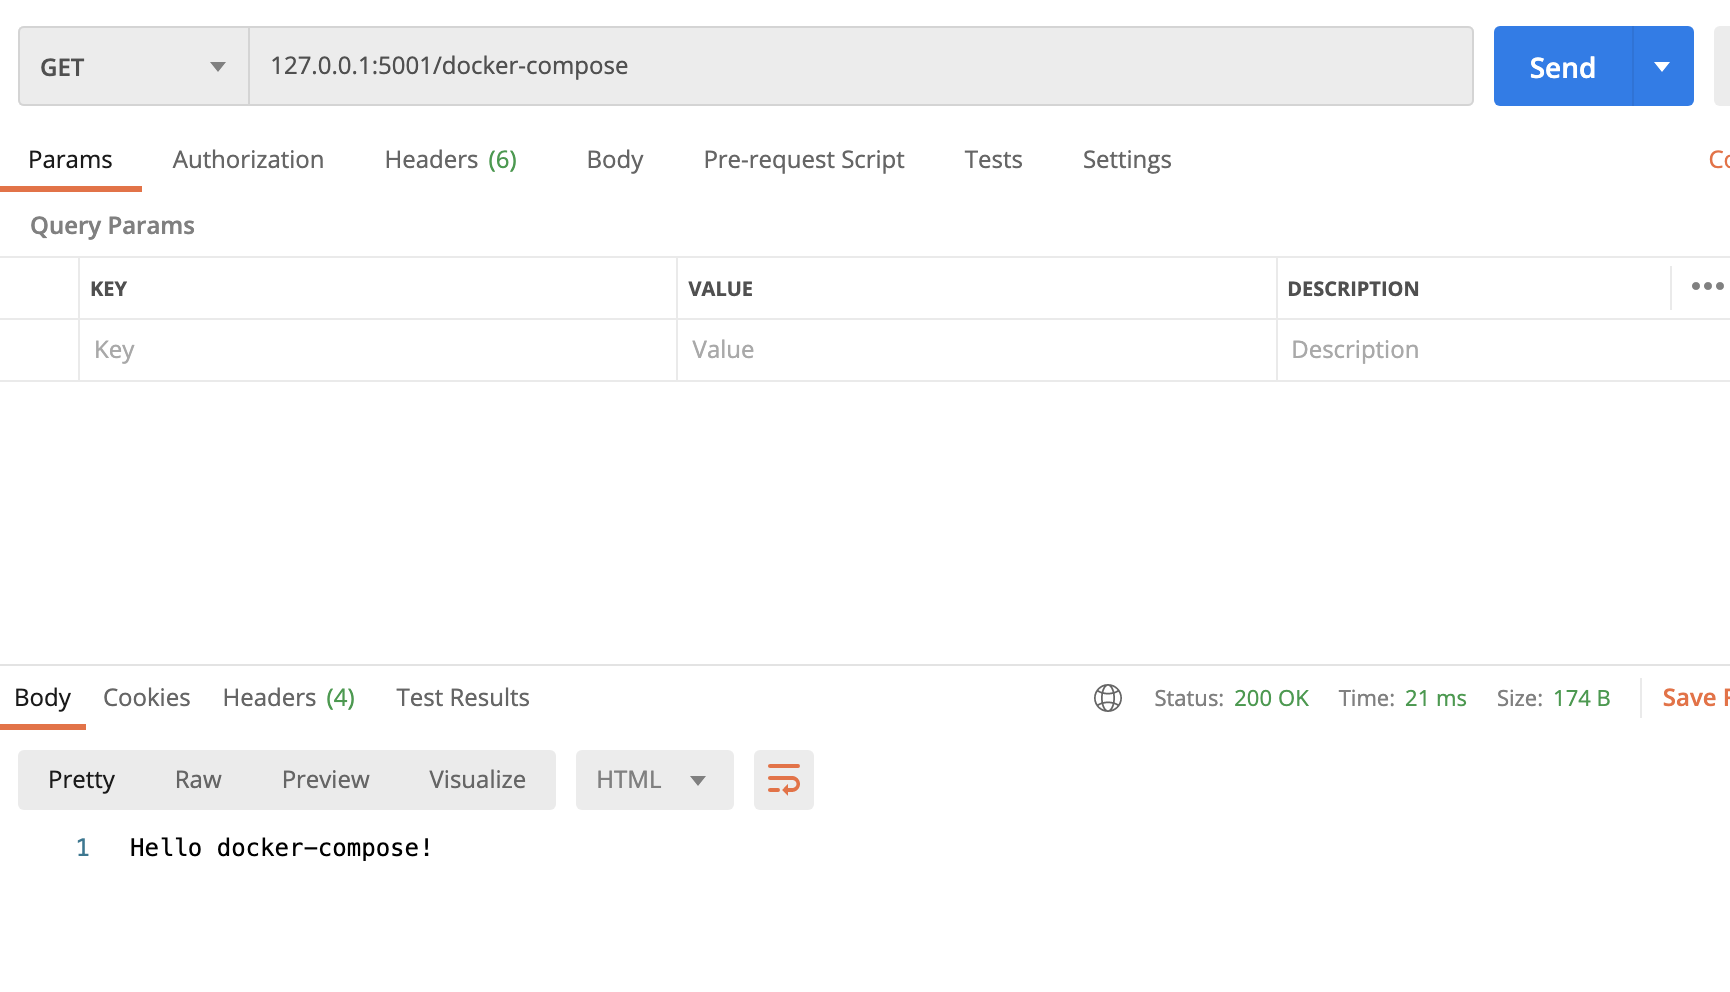 GET 127.0.0.1:5001/docker-compose Send
Params Authorization Headers (6) Body Pre-request Script Tests Settings
Query Params
KEY VALUE DESCRIPTION •••
Key Value Description
Body Cookies Headers (4) Test Results Status: 200 OK Time: 21 ms Size: 174 B Save
Pretty Raw Preview Visualize HTML
1 Hello docker-compose!